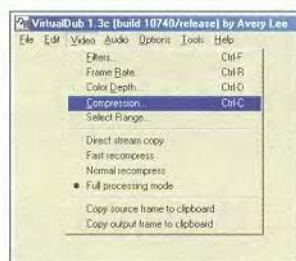 VirtualDub 1.3c (build 10740/release) by Avery Lee
File Edit Video Audio Options Tools Help
Filters... Ctrl-F
Frame Rate... Ctrl-R
Color Depth... Ctrl-D
Compression... Ctrl-C
Select Range...
Direct stream copy
Fast recompress
Normal recompress
Full processing mode
Copy source frame to clipboard
Copy output frame to clipboard